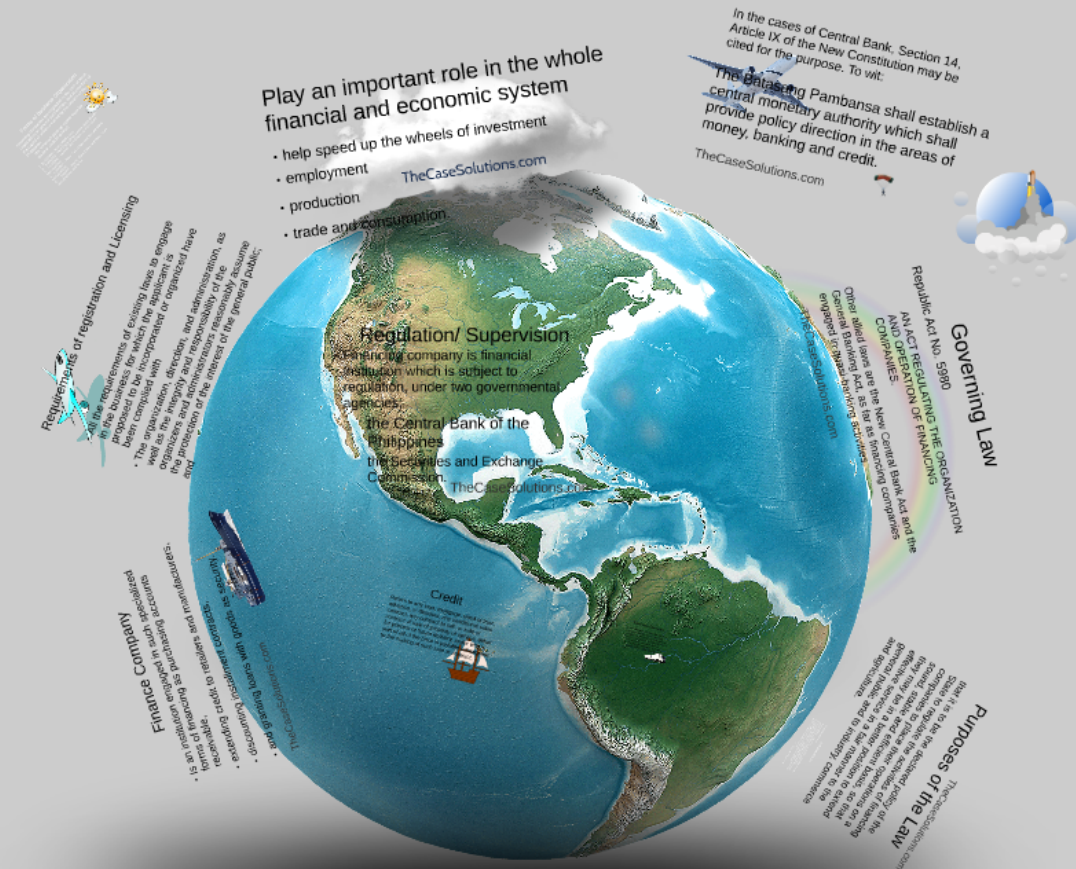 Play an important role in the whole
financial and economic system
• help speed up the wheels of investment
• employment
TheCaseSolutions.com
• production
• trade and consumption
In the cases of Central Bank, Section 14,
Article IX of the New Constitution may be
cited for the purpose. To wit:
The Batasang Pambansa shall establish a
central monetary authority which shall
provide policy direction in the areas of
money, banking and credit.
TheCaseSolutions.com
Requirements of registration and Licensing
All the requirements of existing laws to engage
in the business for which the applicant is
proposed to be incorporated or organized have
been complied with
• The organization, direction, and administration, as
well as the integrity and responsibility of the
organizers and administrators reasonably assume
the protection of the interest of the general public;
and
Regulation/ Supervision
Financing company is financial
institution which is subject to
regulation, under two governmental
agencies:
the Central Bank of the
Philippines
the Securities and Exchange
Commission.
TheCaseSolutions.com
Governing Law
Republic Act No. 5980
AN ACT REGULATING THE ORGANIZATION
AND OPERATION OF FINANCING
COMPANIES.
Other allied laws are the New Central Bank Act and the
General Banking Act, as far as financing companies
engaged in quasi-banking activities.
TheCaseSolutions.com
Finance Company
• is an institution engaged in such specialized
forms of financing as purchasing accounts
receivable,
• extending credit to retailers and manufacturers,
• discounting installment contracts,
• and granting loans with goods as security
TheCaseSolutions.com
Credit
Purposes of the Law
that it is to be the declared policy of the
State to regulate the activities of financing
companies to place their operations on
sound, stable and efficient basis, so that
they may be in a better position to extend
effective service in a fair manner to the
general public and to industry, commerce
and agriculture.
TheCaseSolutions.com